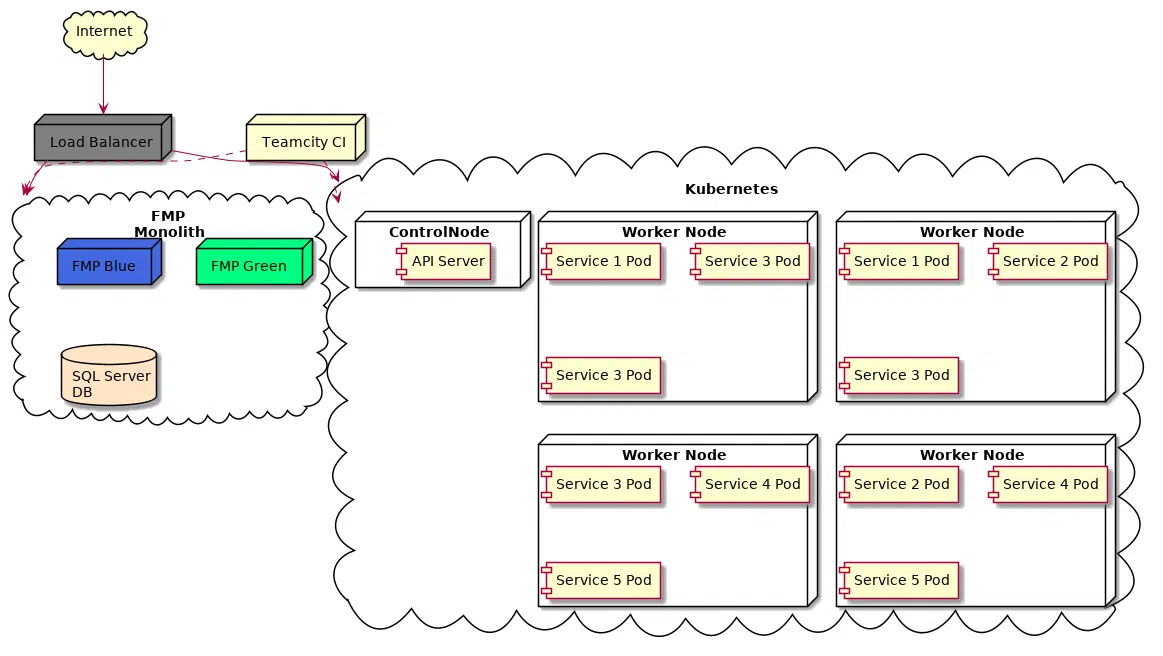 Internet
Load Balancer
Teamcity CI
FMP
Monolith
FMP Blue
FMP Green
SQL Server
DB
Kubernetes
ControlNode
API Server
Worker Node
Service 1 Pod
Service 3 Pod
Service 3 Pod
Worker Node
Service 1 Pod
Service 2 Pod
Service 3 Pod
Worker Node
Service 3 Pod
Service 4 Pod
Service 5 Pod
Worker Node
Service 2 Pod
Service 4 Pod
Service 5 Pod